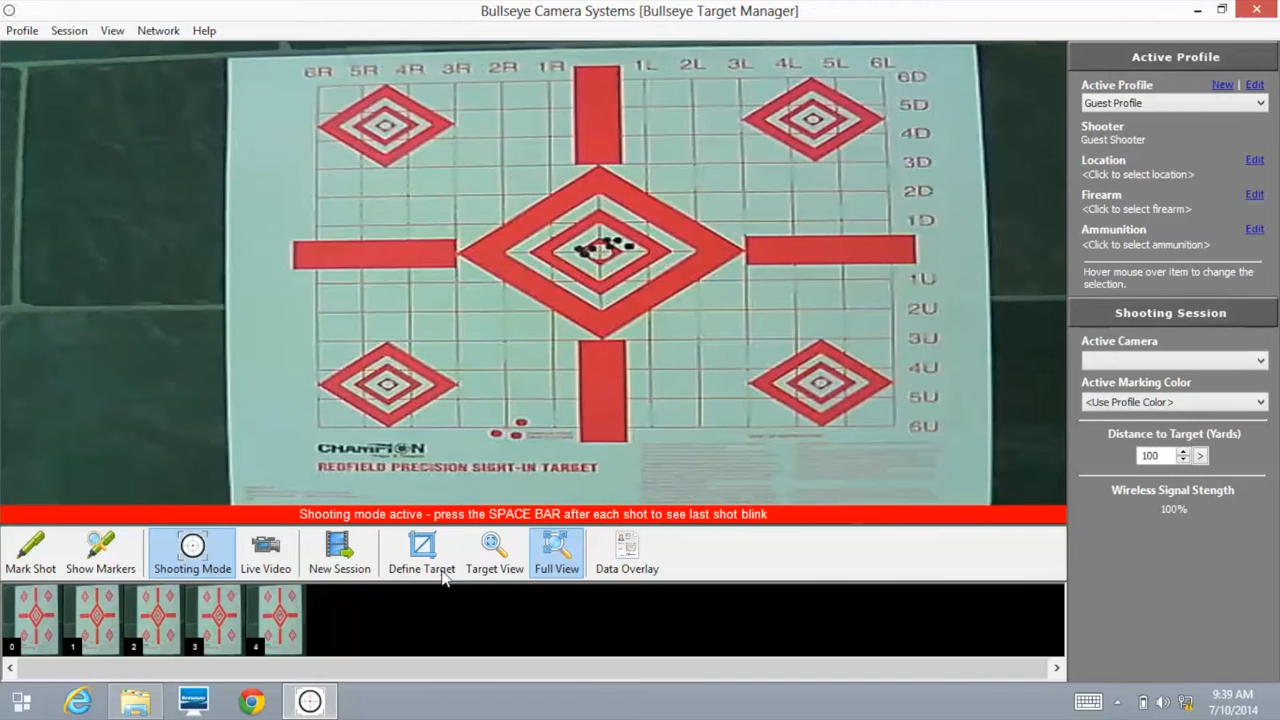 Bullseye Camera Systems [Bullseye Target Manager]
Profile Session View Network Help
6R 5R 4R 3R 2R 1R 1L 2L 3L 4L 5L 6L
6D
5D
4D
3D
2D
1D
1U
2U
3U
4U
5U
6U
CHAMPION
REDFIELD PRECISION SIGHT-IN TARGET
Shooting mode active - press the SPACE BAR after each shot to see last shot blink
Mark Shot Show Markers Shooting Mode Live Video New Session Define Target Target View Full View Data Overlay
0 1 2 3 4
Active Profile
Active Profile New | Edit
Guest Profile
Shooter
Guest Shooter
Location Edit
<Click to select location>
Firearm Edit
<Click to select firearm>
Ammunition Edit
<Click to select ammunition>
Hover mouse over item to change the
selection.
Shooting Session
Active Camera
Active Marking Color
<Use Profile Color>
Distance to Target (Yards)
100 >
Wireless Signal Stength
100%
9:39 AM
7/10/2014